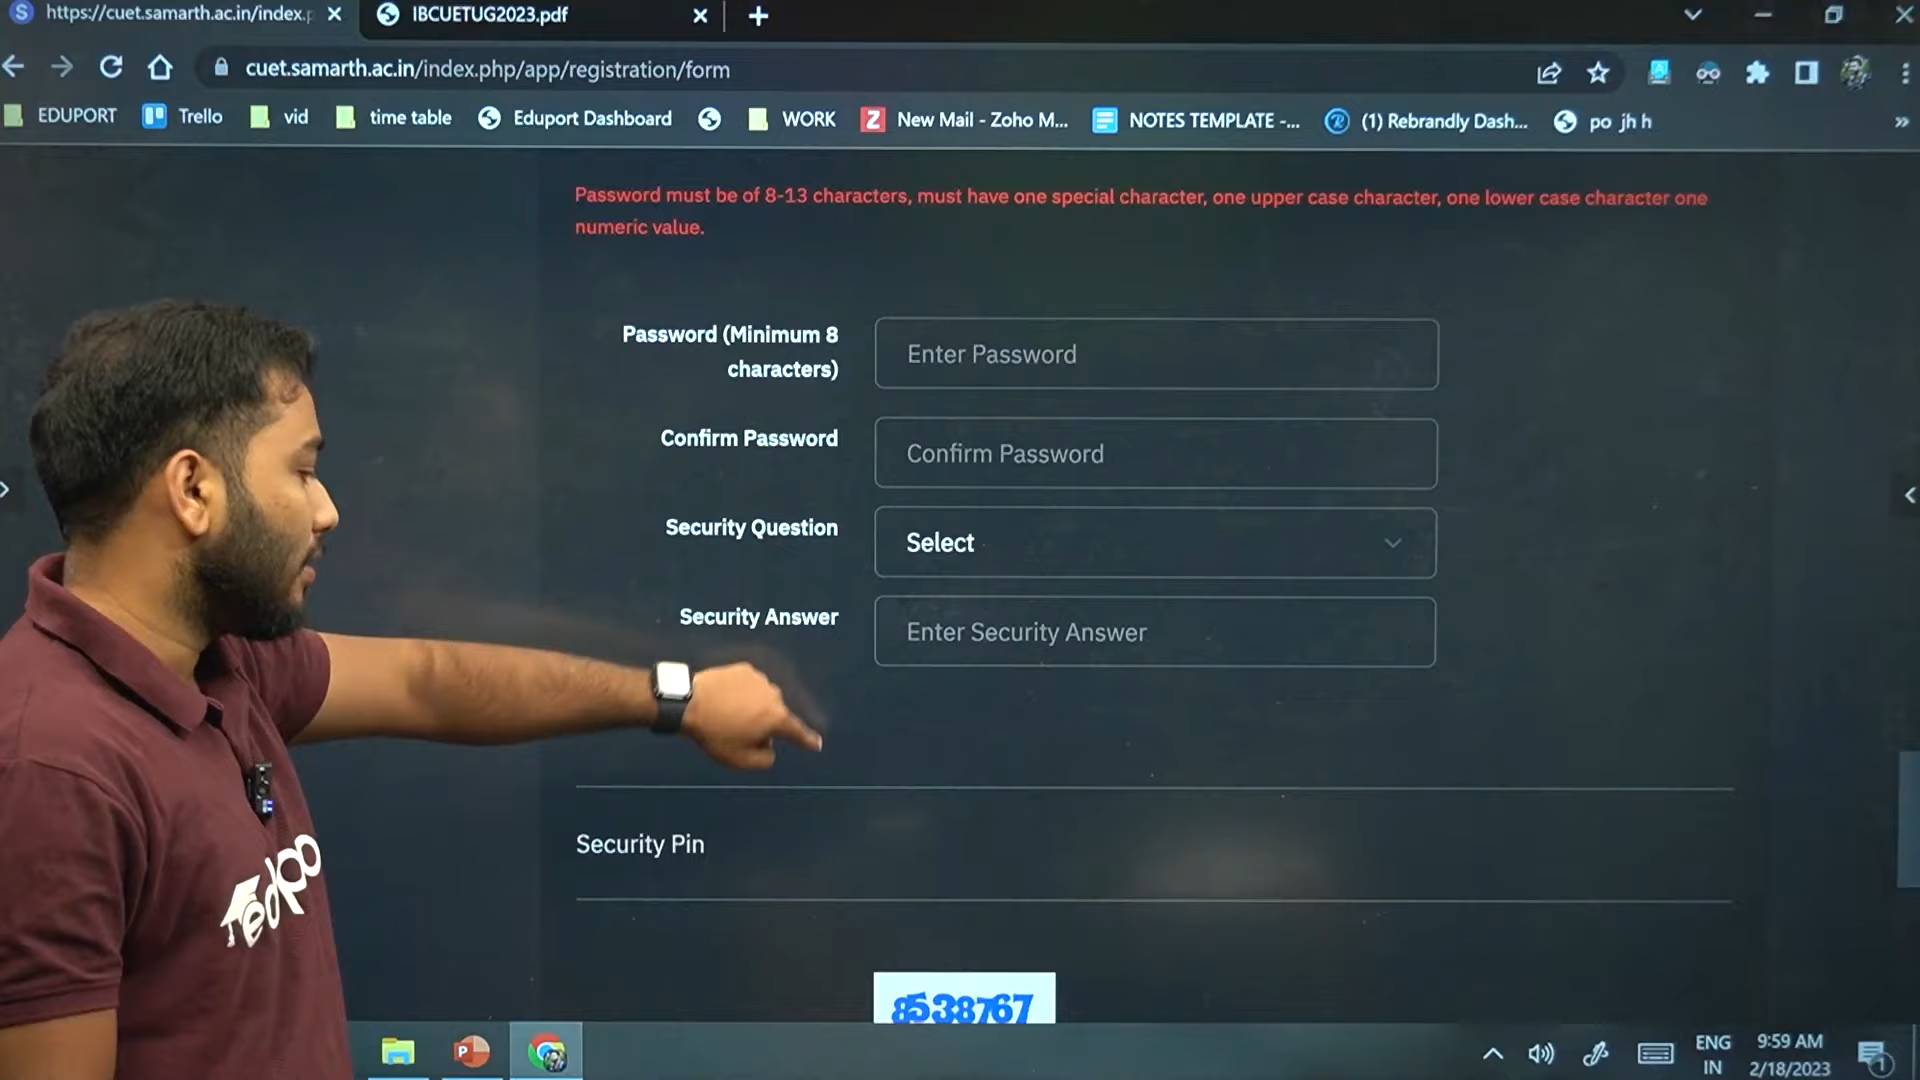 https://cuet.samarth.ac.in/index.p
IBCUETUG2023.pdf
cuet.samarth.ac.in/index.php/app/registration/form
EDUPORT
Trello
vid
time table
Eduport Dashboard
WORK
Z
New Mail - Zoho M...
NOTES TEMPLATE -...
(1) Rebrandly Dash...
po jh h
Password must be of 8-13 characters, must have one special character, one upper case character, one lower case character one
numeric value.
Password (Minimum 8
characters)
Enter Password
Confirm Password
Confirm Password
Security Question
Select
Security Answer
Enter Security Answer
Security Pin
8538767
edpo
ENG
IN
9:59 AM
2/18/2023
1